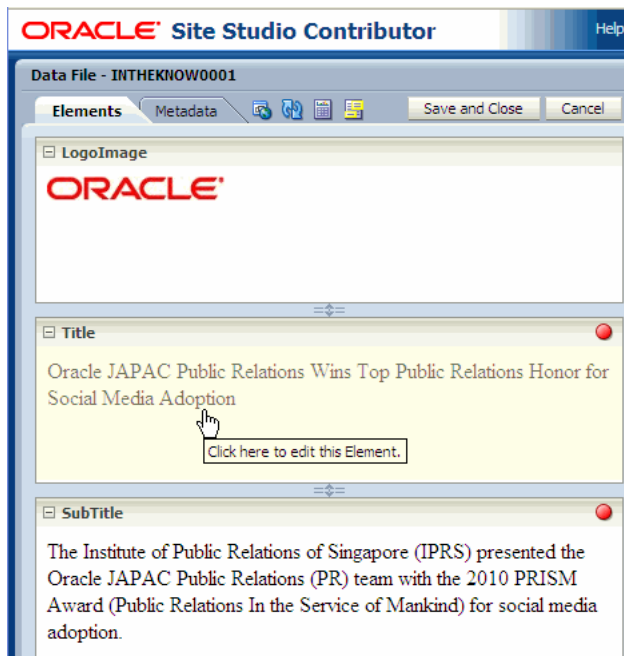 ORACLE Site Studio Contributor Help
Data File - INTHEKNOW0001
Elements Metadata Save and Close Cancel
LogoImage
ORACLE
Title
Oracle JAPAC Public Relations Wins Top Public Relations Honor for
Social Media Adoption
Click here to edit this Element.
SubTitle
The Institute of Public Relations of Singapore (IPRS) presented the
Oracle JAPAC Public Relations (PR) team with the 2010 PRISM
Award (Public Relations In the Service of Mankind) for social media
adoption.